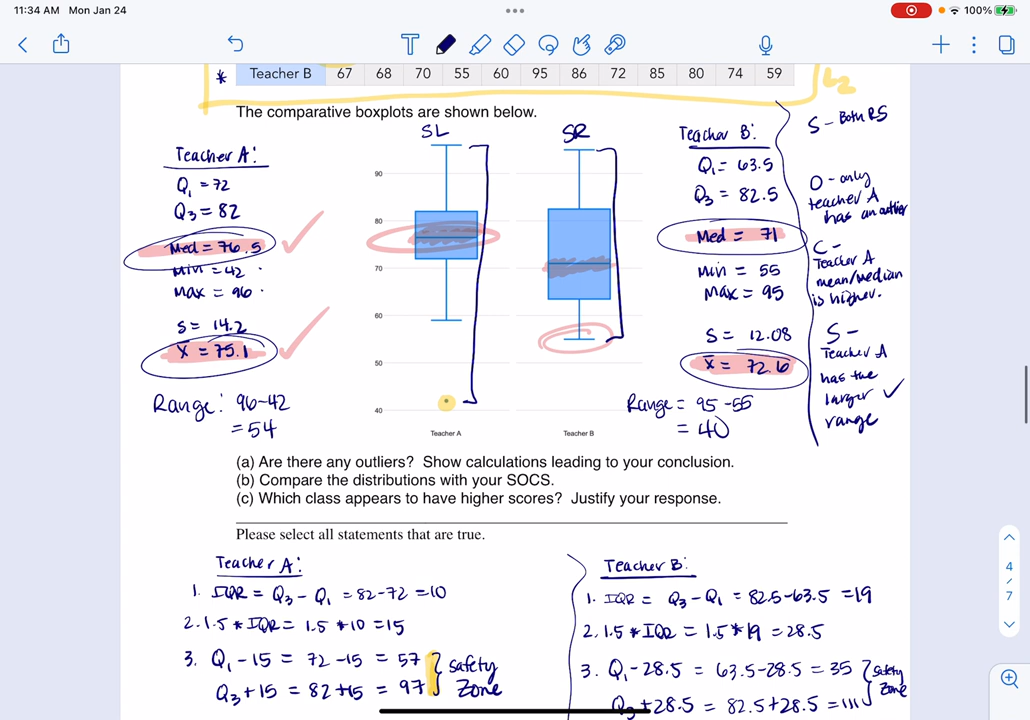 11:34 AM Mon Jan 24
100%
* Teacher B 67 68 70 55 60 95 86 72 85 80 74 59
The comparative boxplots are shown below.
SL
SR
Teacher A:
Q1 = 72
Q3 = 82
Med = 76.5
Min = 42
Max = 96
S = 14.2
x̄ = 75.1
Range: 96-42
= 54
90
80
70
60
50
40
Teacher A
Teacher B
Teacher B:
Q1 = 63.5
Q3 = 82.5
Med = 71
Min = 55
Max = 95
S = 12.08
x̄ = 72.6
Range = 95-55
= 40
S - Both RS
O - only
teacher A
has an outlier
C -
Teacher A
mean/median
is higher.
S -
Teacher A
has the
larger
range
(a) Are there any outliers? Show calculations leading to your conclusion.
(b) Compare the distributions with your SOCS.
(c) Which class appears to have higher scores? Justify your response.
Please select all statements that are true.
Teacher A:
1. IQR = Q3 - Q1 = 82-72 = 10
2. 1.5 * IQR = 1.5 * 10 = 15
3. Q1 - 15 = 72 - 15 = 57
Q3 + 15 = 82 + 15 = 97
Safety
Zone
Teacher B:
1. IQR = Q3 - Q1 = 82.5-63.5 = 19
2. 1.5 * IQR = 1.5 * 19 = 28.5
3. Q1 - 28.5 = 63.5 - 28.5 = 35
Q3 + 28.5 = 82.5 + 28.5 = 111
Safety
Zone
4
/
7